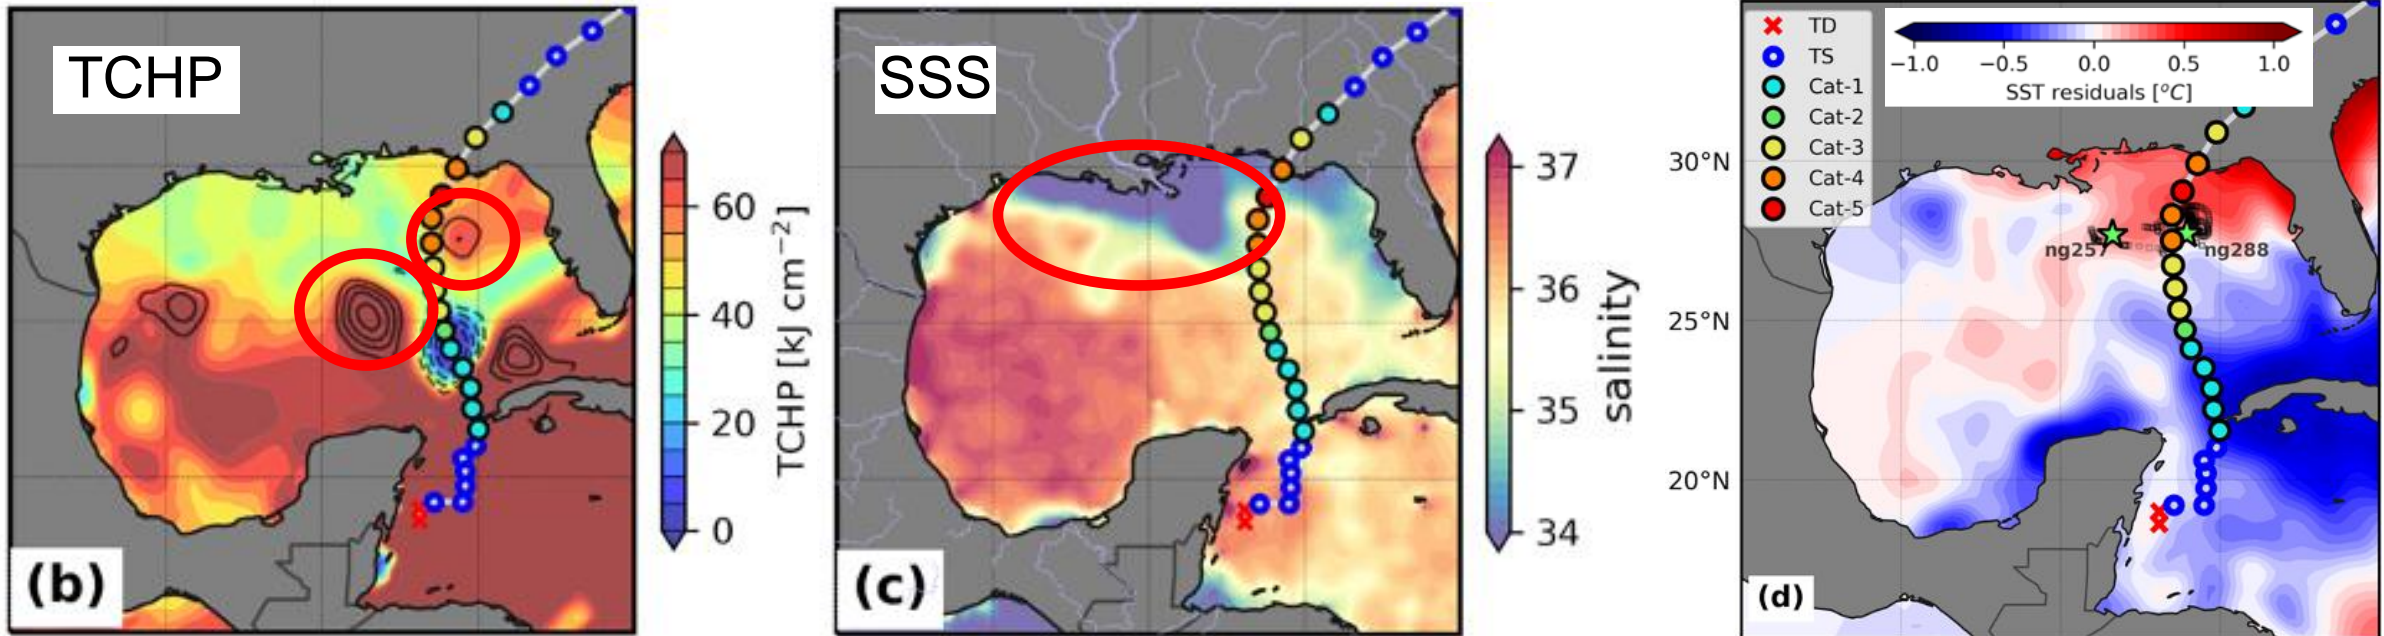 TCHP
60
40
20
0
TCHP [kJ cm⁻²]
(b)
SSS
37
36
35
34
salinity
(c)
TD
TS
Cat-1
Cat-2
Cat-3
Cat-4
Cat-5
−1.0 −0.5 0.0 0.5 1.0
SST residuals [°C]
30°N
25°N
20°N
ng257
ng288
(d)